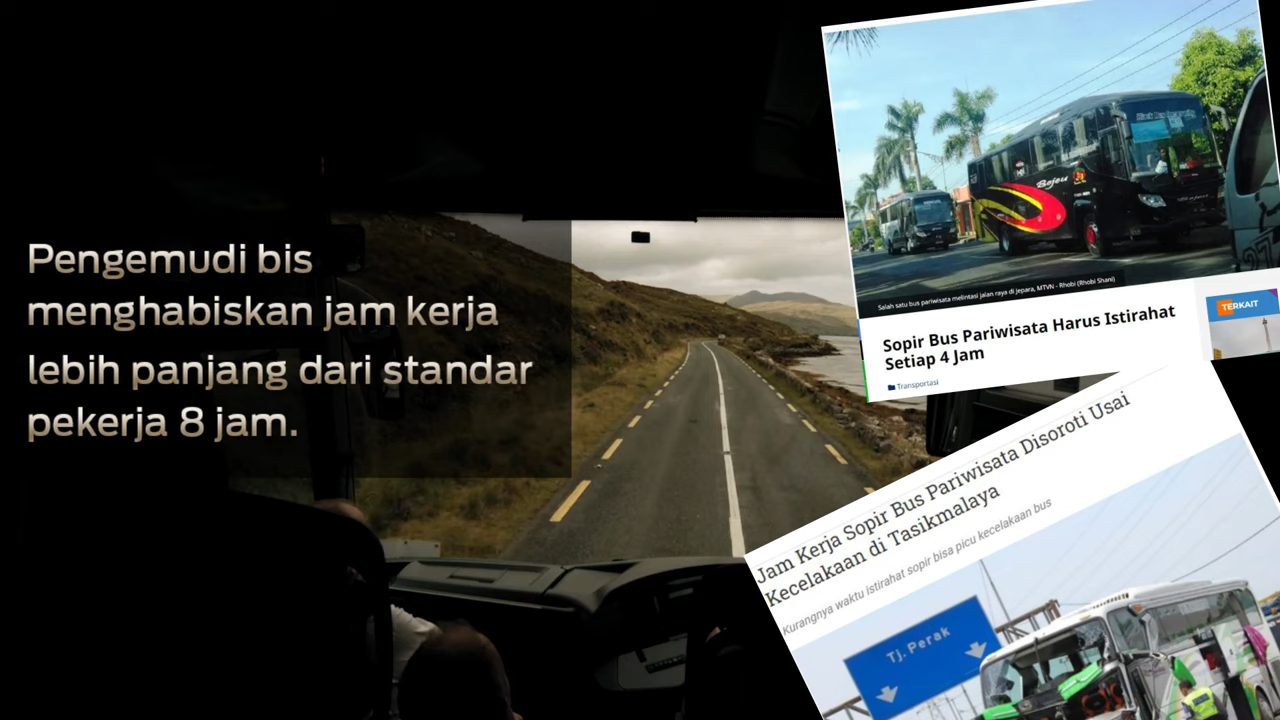 Pengemudi bis
menghabiskan jam kerja
lebih panjang dari standar
pekerja 8 jam.
Bejeu
Salah satu bus pariwisata melintasi jalan raya di Jepara, MTVN - Rhobi (Rhobi Shani)
Sopir Bus Pariwisata Harus Istirahat
Setiap 4 Jam
Transportasi
TERKAIT
Jam Kerja Sopir Bus Pariwisata Disoroti Usai
Kecelakaan di Tasikmalaya
Kurangnya waktu istirahat sopir bisa picu kecelakaan bus
Tj. Perak